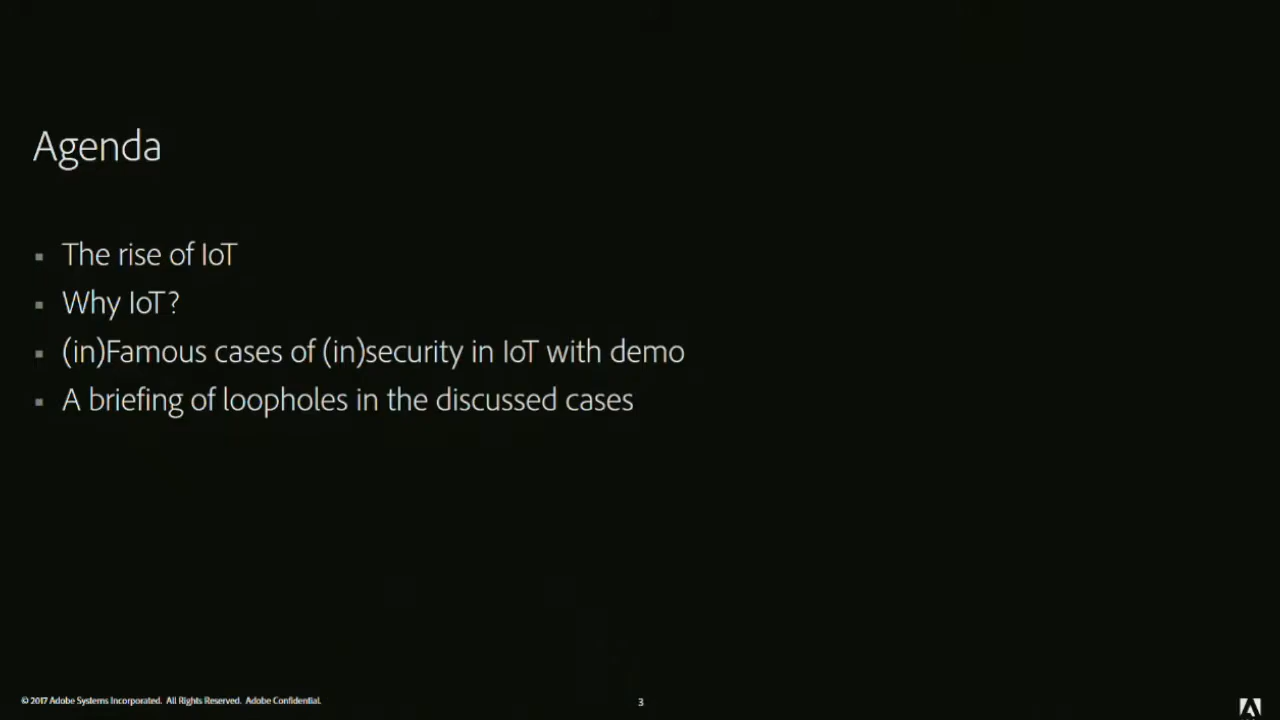 Agenda
▪ The rise of IoT
▪ Why IoT?
▪ (in)Famous cases of (in)security in IoT with demo
▪ A briefing of loopholes in the discussed cases
© 2017 Adobe Systems Incorporated. All Rights Reserved. Adobe Confidential.
3